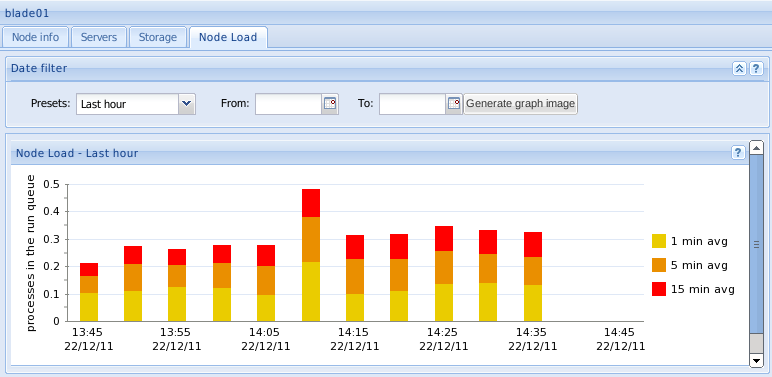 blade01
Node info Servers Storage Node Load
Date filter
?
Presets: Last hour From: To: Generate graph image
Node Load - Last hour
?
processes in the run queue
0.5
0.4
0.3
0.2
0.1
0
13:45 13:55 14:05 14:15 14:25 14:35 14:45
22/12/11 22/12/11 22/12/11 22/12/11 22/12/11 22/12/11 22/12/11
1 min avg
5 min avg
15 min avg